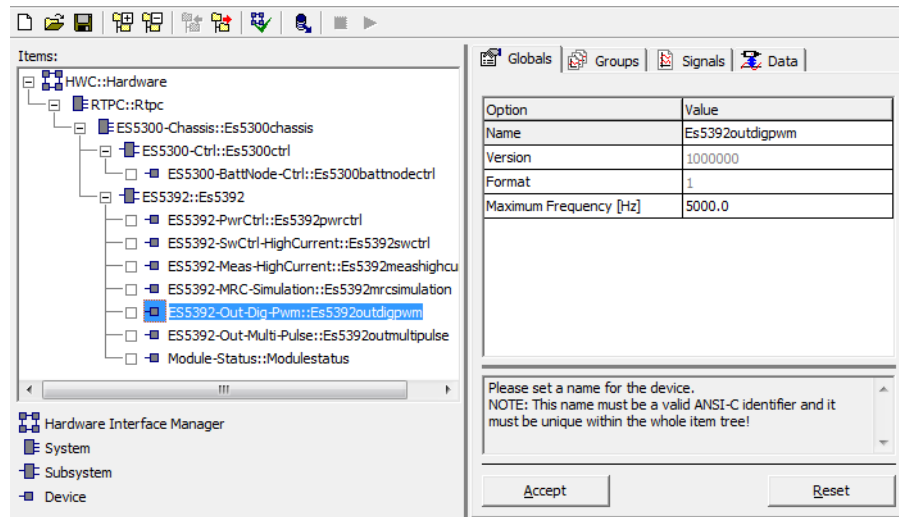 Items:
HWC::Hardware
RTPC::Rtpc
ES5300-Chassis::Es5300chassis
ES5300-Ctrl::Es5300ctrl
ES5300-BattNode-Ctrl::Es5300battnodectrl
ES5392::Es5392
ES5392-PwrCtrl::Es5392pwrctrl
ES5392-SwCtrl-HighCurrent::Es5392swctrl
ES5392-Meas-HighCurrent::Es5392meashighcu
ES5392-MRC-Simulation::Es5392mrcsimulation
ES5392-Out-Dig-Pwm::Es5392outdigpwm
ES5392-Out-Multi-Pulse::Es5392outmultipulse
Module-Status::Modulestatus
Hardware Interface Manager
System
Subsystem
Device
Globals Groups Signals Data
Option Value
Name Es5392outdigpwm
Version 1000000
Format 1
Maximum Frequency [Hz] 5000.0
Please set a name for the device.
NOTE: This name must be a valid ANSI-C identifier and it
must be unique within the whole item tree!
Accept Reset